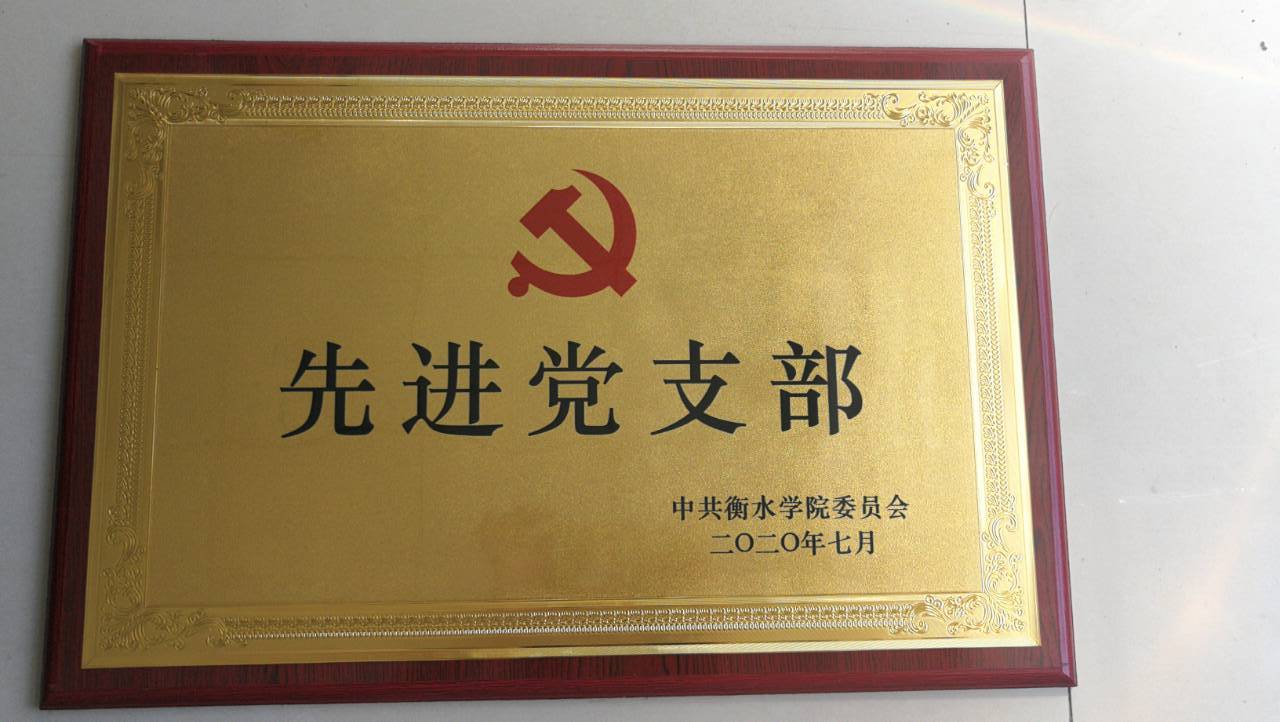 先进党支部
中共衡水学院委员会
二〇二〇年七月